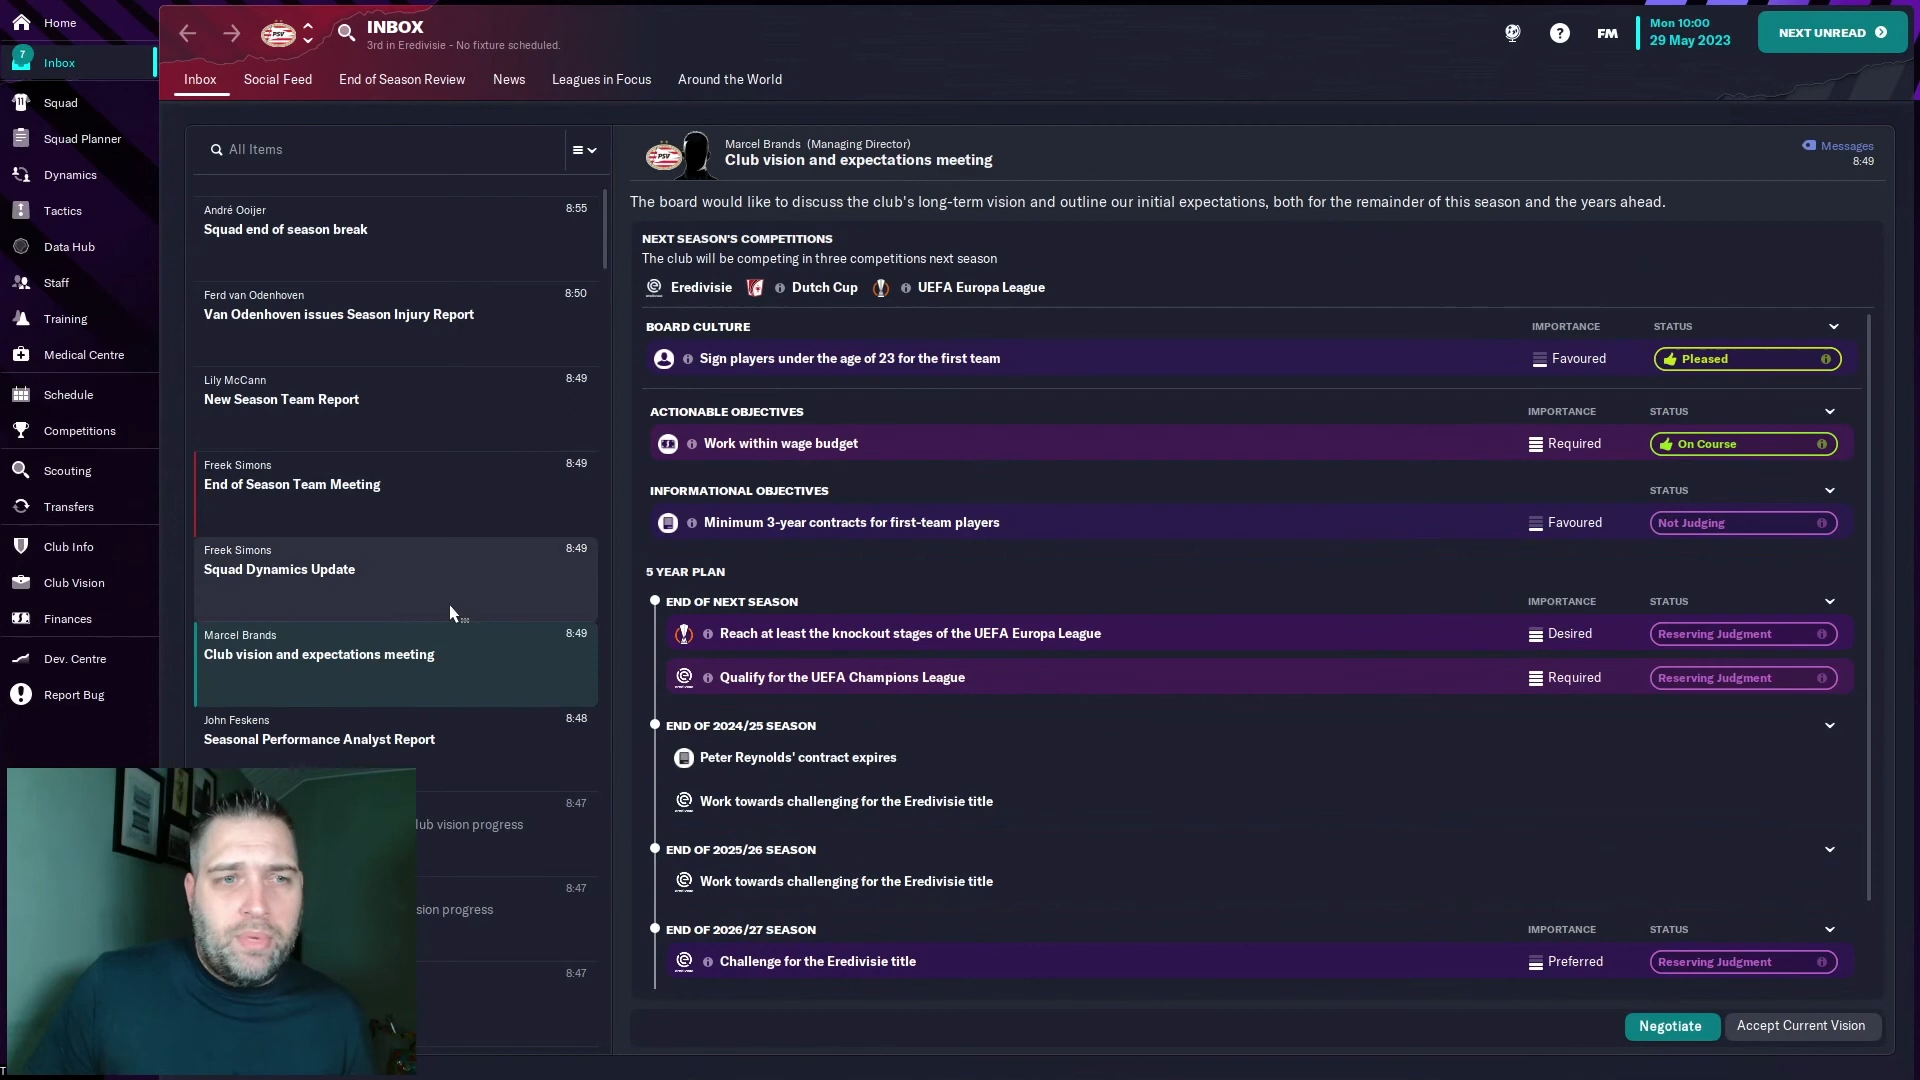 Home
7
Inbox
Squad
Squad Planner
Dynamics
Tactics
Data Hub
Staff
Training
Medical Centre
Schedule
Competitions
Scouting
Transfers
Club Info
Club Vision
Finances
Dev. Centre
Report Bug
PSV
INBOX
3rd in Eredivisie - No fixture scheduled.
FM
Mon 10:00
29 May 2023
NEXT UNREAD
Inbox Social Feed End of Season Review News Leagues in Focus Around the World
All Items
André Ooijer 8:55
Squad end of season break
Ferd van Odenhoven 8:50
Van Odenhoven issues Season Injury Report
Lily McCann 8:49
New Season Team Report
Freek Simons 8:49
End of Season Team Meeting
Freek Simons 8:49
Squad Dynamics Update
Marcel Brands 8:49
Club vision and expectations meeting
John Feskens 8:48
Seasonal Performance Analyst Report
8:47
lub vision progress
8:47
sion progress
8:47
PSV
Marcel Brands (Managing Director)
Club vision and expectations meeting
Messages
8:49
The board would like to discuss the club's long-term vision and outline our initial expectations, both for the remainder of this season and the years ahead.
NEXT SEASON'S COMPETITIONS
The club will be competing in three competitions next season
Eredivisie Dutch Cup UEFA Europa League
BOARD CULTURE IMPORTANCE STATUS
Sign players under the age of 23 for the first team Favoured Pleased
ACTIONABLE OBJECTIVES IMPORTANCE STATUS
Work within wage budget Required On Course
INFORMATIONAL OBJECTIVES STATUS
Minimum 3-year contracts for first-team players Favoured Not Judging
5 YEAR PLAN
END OF NEXT SEASON IMPORTANCE STATUS
Reach at least the knockout stages of the UEFA Europa League Desired Reserving Judgment
Qualify for the UEFA Champions League Required Reserving Judgment
END OF 2024/25 SEASON
Peter Reynolds' contract expires
Work towards challenging for the Eredivisie title
END OF 2025/26 SEASON
Work towards challenging for the Eredivisie title
END OF 2026/27 SEASON IMPORTANCE STATUS
Challenge for the Eredivisie title Preferred Reserving Judgment
Negotiate Accept Current Vision